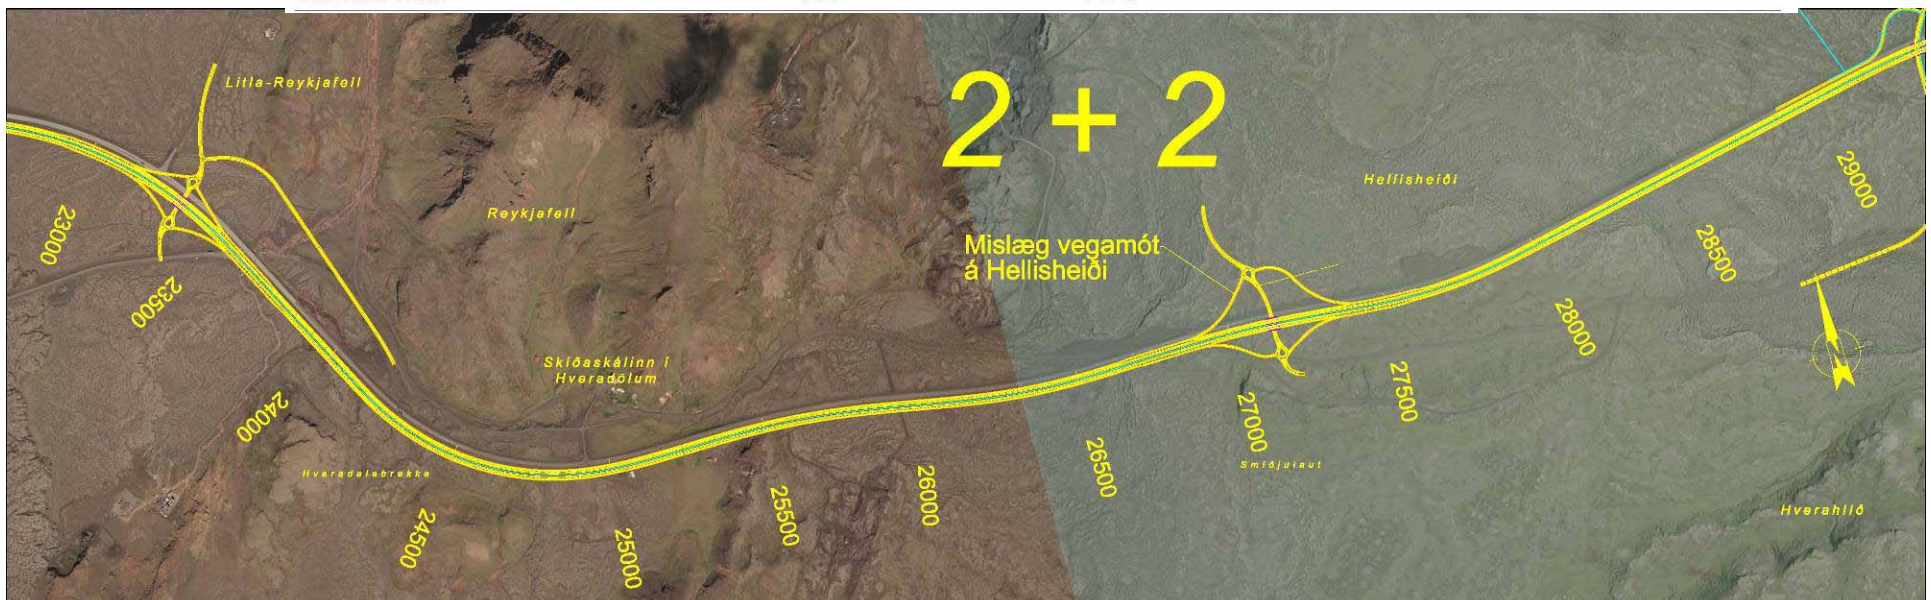 Litla-Reykjafell
2 + 2
Hellisheiði
Reykjafell
Mislæg vegamót
á Hellisheiði
Skíðaskálinn í
Hveradölum
Hveradalabrekka
Smiðjulaut
Hverahlíð
23000
23500
24000
24500
25000
25500
26000
26500
27000
27500
28000
28500
29000